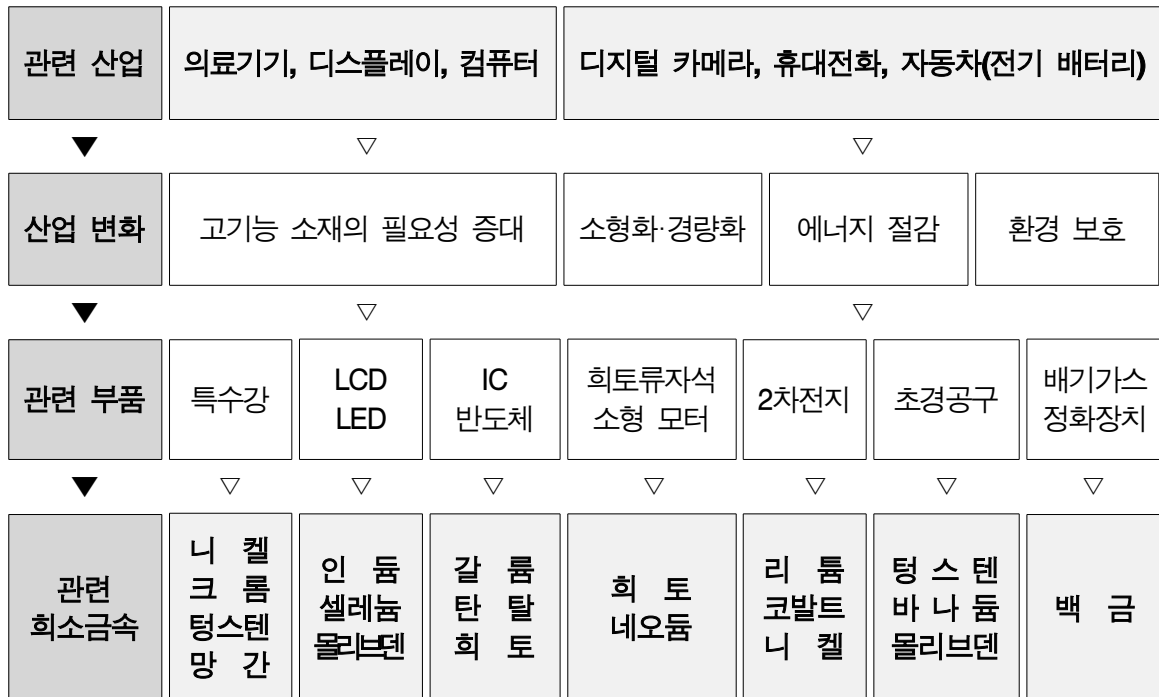 관련 산업
의료기기, 디스플레이, 컴퓨터
디지털 카메라, 휴대전화, 자동차(전기 배터리)
▼ ▽ ▽
산업 변화
고기능 소재의 필요성 증대
소형화·경량화
에너지 절감
환경 보호
▼ ▽ ▽
관련 부품
특수강
LCD
LED
IC
반도체
희토류자석
소형 모터
2차전지
초경공구
배기가스
정화장치
▼ ▽ ▽ ▽ ▽ ▽ ▽ ▽
관련
희소금속
니 켈
크 롬
텅스텐
망 간
인 듐
셀레늄
몰리브덴
갈 륨
탄 탈
희 토
희 토
네오듐
리 튬
코발트
니 켈
텅 스 텐
바 나 듐
몰리브덴
백 금